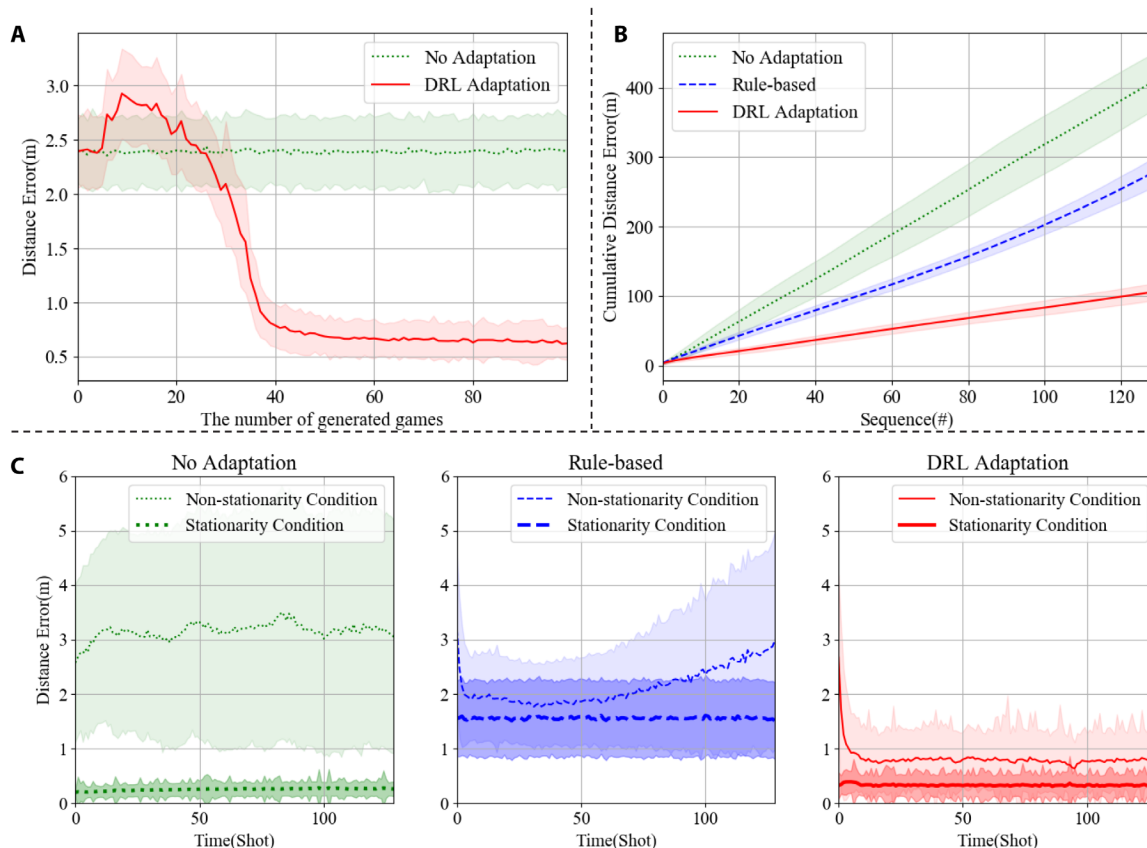 A
No Adaptation
DRL Adaptation
Distance Error(m)
3.0
2.5
2.0
1.5
1.0
0.5
0 20 40 60 80
The number of generated games
B
No Adaptation
Rule-based
DRL Adaptation
Cumulative Distance Error(m)
400
300
200
100
0
0 20 40 60 80 100 120
Sequence(#)
C
No Adaptation
Non-stationarity Condition
Stationarity Condition
Distance Error(m)
6
5
4
3
2
1
0
0 50 100
Time(Shot)
Rule-based
Non-stationarity Condition
Stationarity Condition
6
5
4
3
2
1
0
0 50 100
Time(Shot)
DRL Adaptation
Non-stationarity Condition
Stationarity Condition
6
5
4
3
2
1
0
0 50 100
Time(Shot)